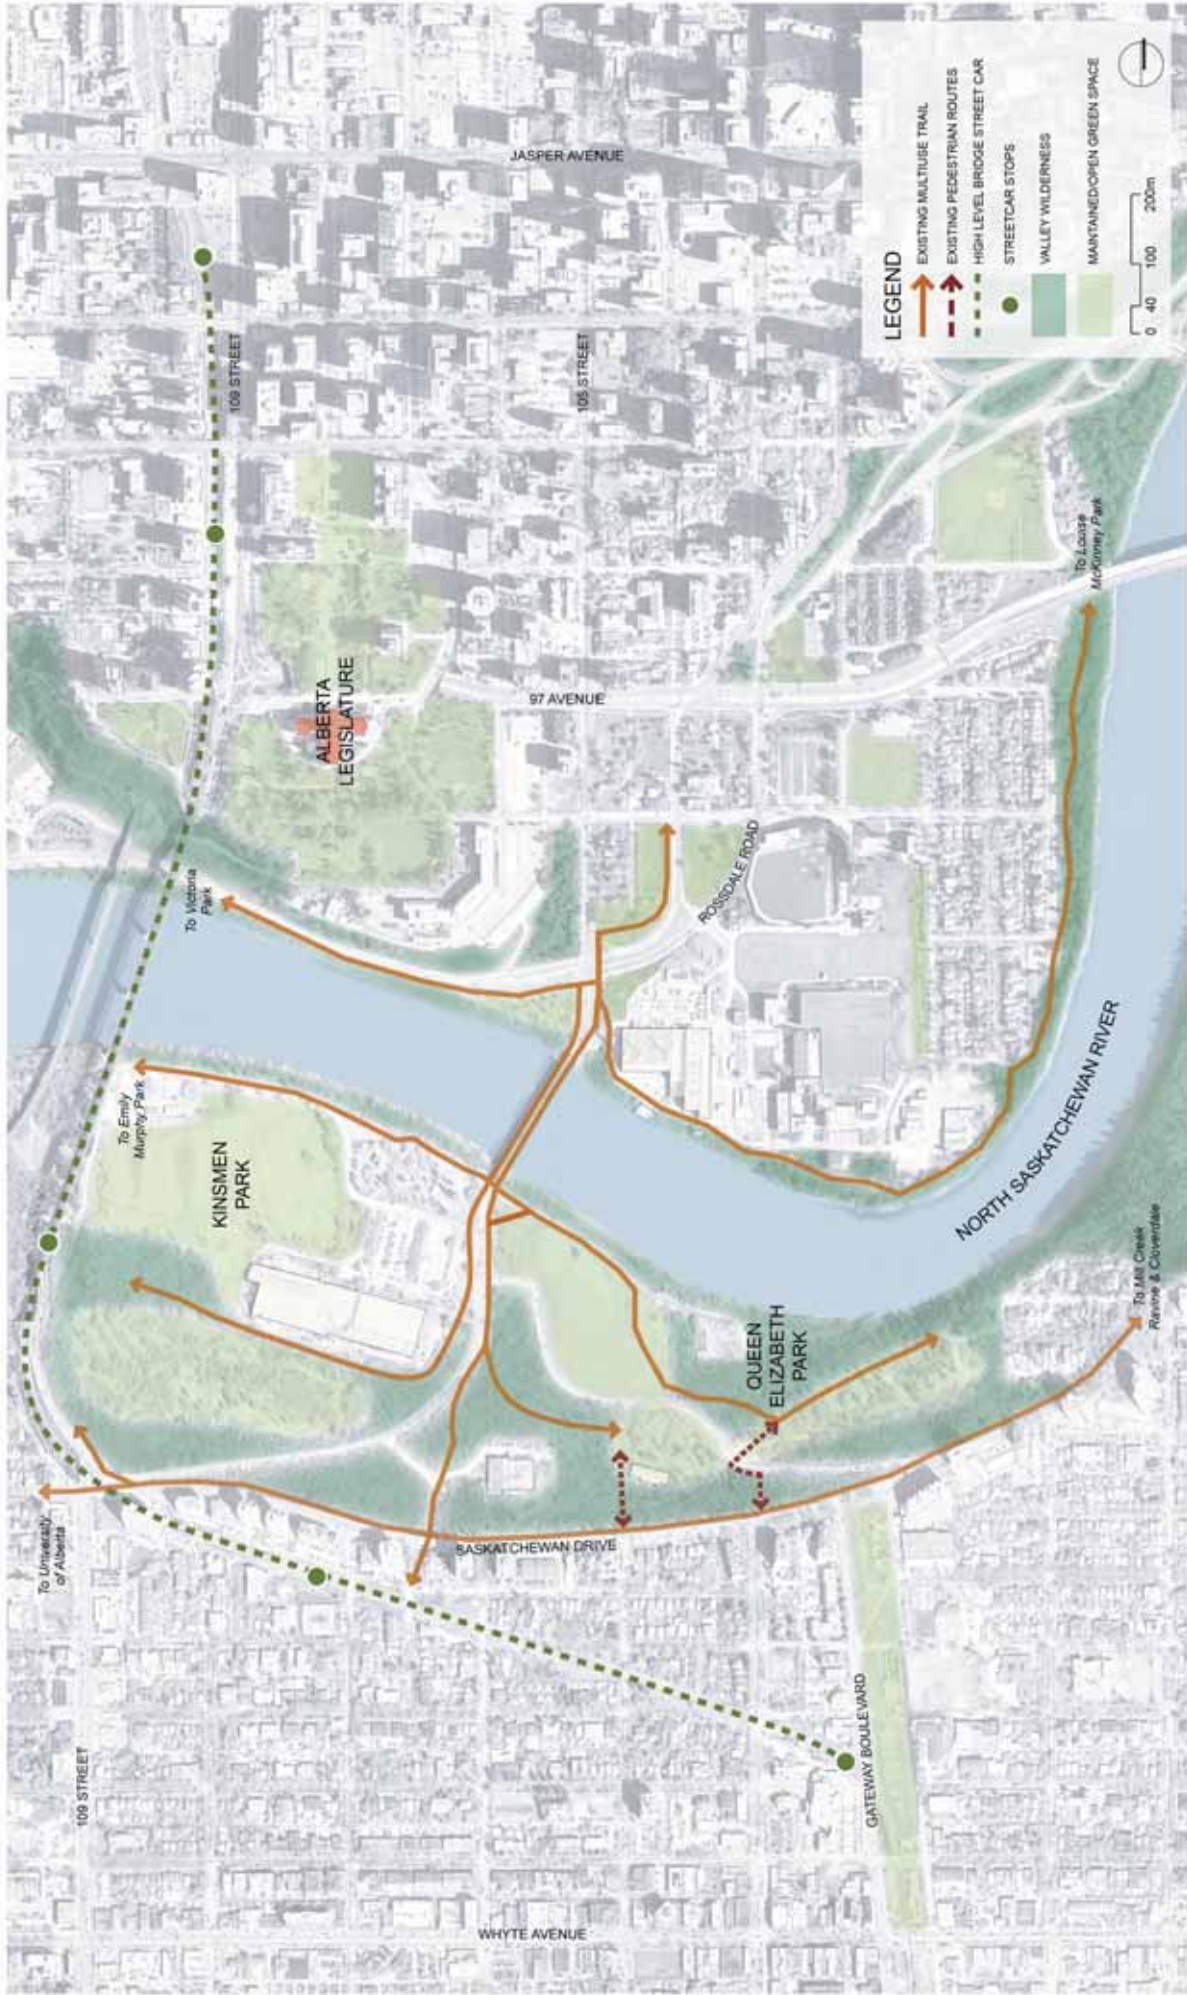 JASPER AVENUE
109 STREET
105 STREET
ALBERTA
LEGISLATURE
97 AVENUE
To Victoria
Park
ROSSDALE ROAD
To Louise
McKinney Park
To Emily
Murphy Park
KINSMEN
PARK
NORTH SASKATCHEWAN RIVER
QUEEN
ELIZABETH
PARK
To Mill Creek
Ravine & Cloverdale
To University
of Alberta
SASKATCHEWAN DRIVE
109 STREET
GATEWAY BOULEVARD
WHYTE AVENUE
LEGEND
EXISTING MULTIUSE TRAIL
EXISTING PEDESTRIAN ROUTES
HIGH LEVEL BRIDGE STREET CAR
STREETCAR STOPS
VALLEY WILDERNESS
MAINTAINED/OPEN GREEN SPACE
0 40 100 200m